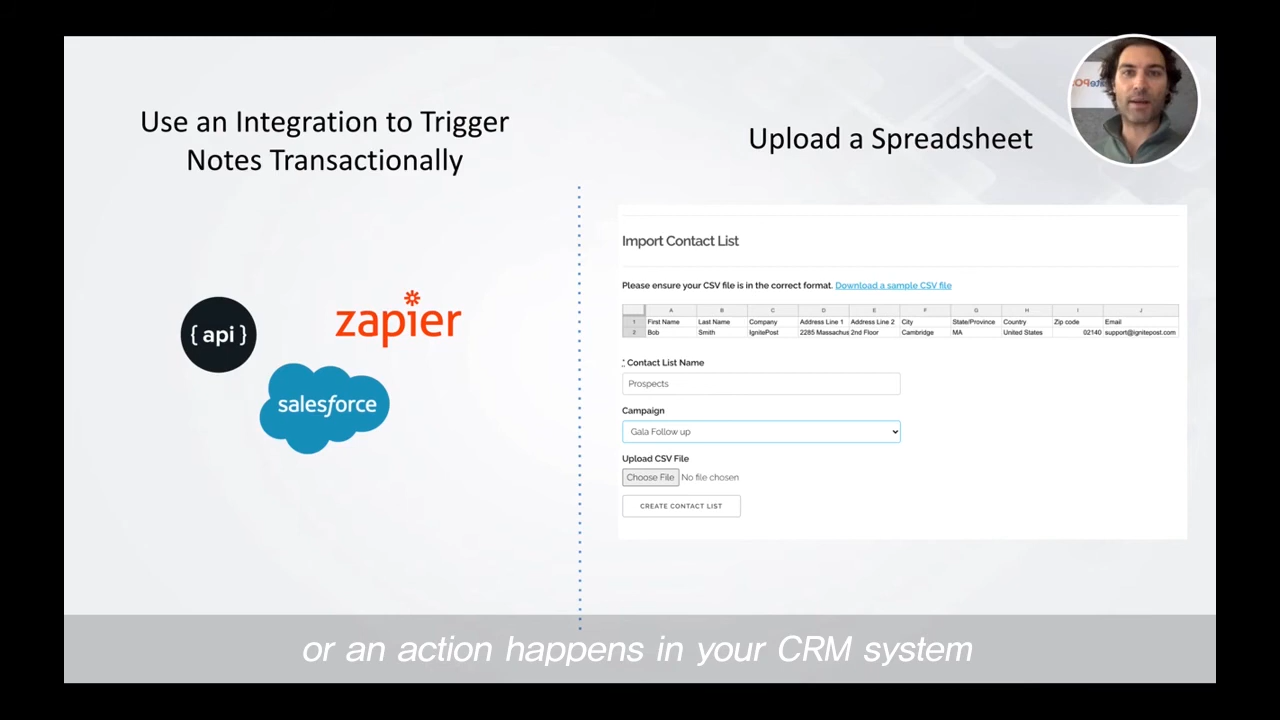 Use an Integration to Trigger
Notes Transactionally
Upload a Spreadsheet
{ api }
zapier
salesforce
Import Contact List
Please ensure your CSV file is in the correct format. Download a sample CSV file
A B C D E F G H I J
1 First Name Last Name Company Address Line 1 Address Line 2 City State/Province Country Zip code Email
Bob Smith IgnitePost 2285 Massachus 2nd Floor Cambridge MA United States 02140 support@ignitepost.com
* Contact List Name
Prospects
Campaign
Gala Follow up
Upload CSV File
Choose File No file chosen
CREATE CONTACT LIST
or an action happens in your CRM system